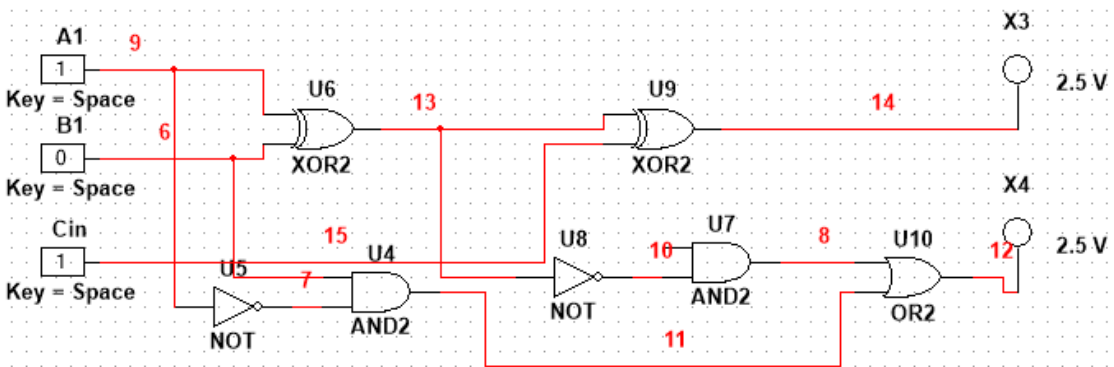 X3
A1
9
1
Key = Space
U6
13
U9
14
2.5 V
B1
6
0
XOR2
XOR2
Key = Space
X4
Cin
15
U4
U8
10
U7
8
U10
12
2.5 V
1
U5
7
Key = Space
AND2
NOT
AND2
NOT
OR2
11